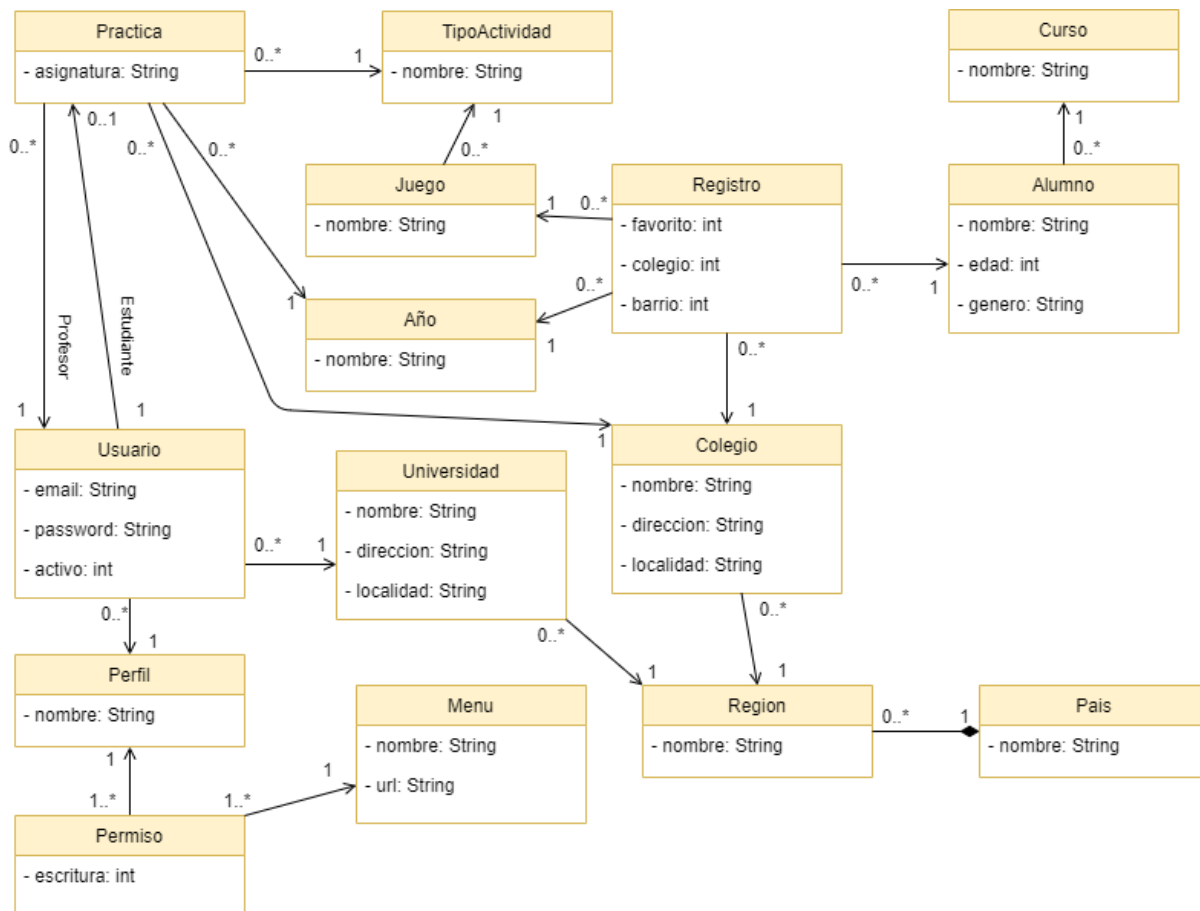 Practica
- asignatura: String
TipoActividad
- nombre: String
Curso
- nombre: String
0..*
1
0..1
0..*
0..*
0..*
1
0..*
1
0..*
Juego
- nombre: String
Registro
- favorito: int
- colegio: int
- barrio: int
Alumno
- nombre: String
- edad: int
- genero: String
1
0..*
0..*
1
0..*
1
1
Año
- nombre: String
Estudiante
Profesor
0..*
1
1
1
1
Usuario
- email: String
- password: String
- activo: int
Universidad
- nombre: String
- direccion: String
- localidad: String
Colegio
- nombre: String
- direccion: String
- localidad: String
0..*
1
0..*
1
0..*
1
0..*
1
Perfil
- nombre: String
Menu
- nombre: String
- url: String
Region
- nombre: String
0..*
1
Pais
- nombre: String
1
1..*
1..*
1
Permiso
- escritura: int